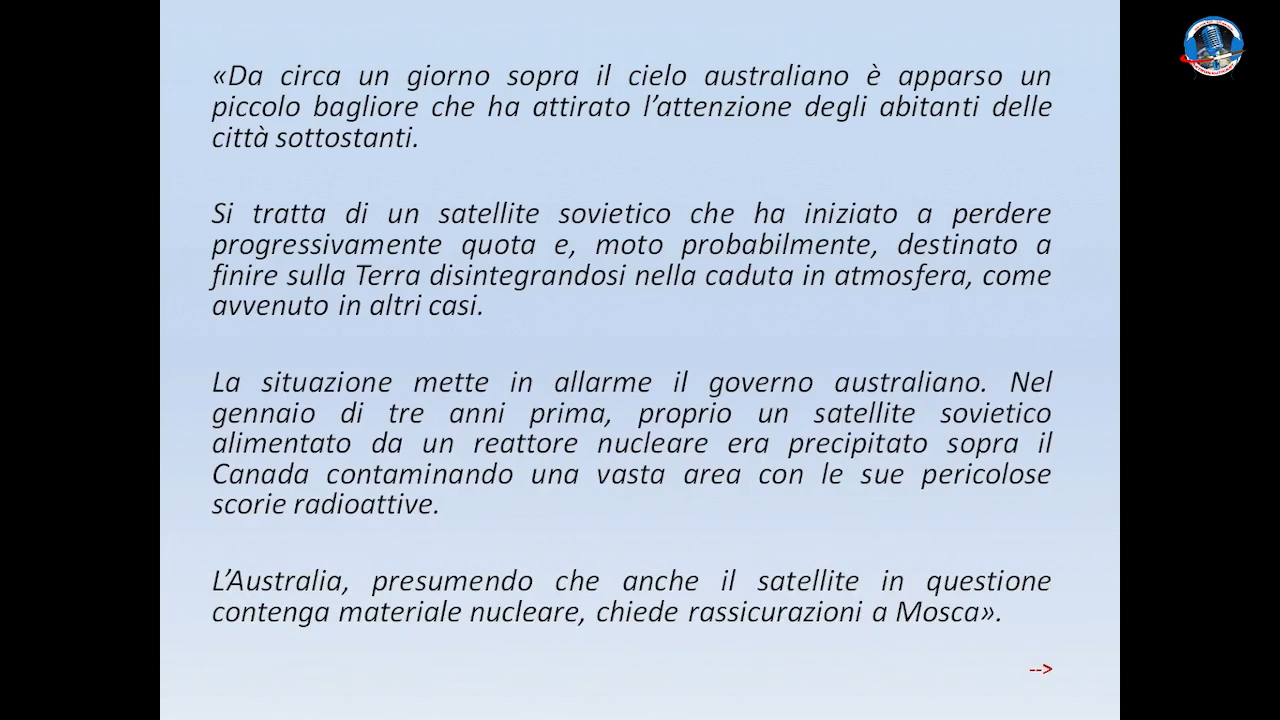 «Da circa un giorno sopra il cielo australiano è apparso un
piccolo bagliore che ha attirato l’attenzione degli abitanti delle
città sottostanti.
Si tratta di un satellite sovietico che ha iniziato a perdere
progressivamente quota e, moto probabilmente, destinato a
finire sulla Terra disintegrandosi nella caduta in atmosfera, come
avvenuto in altri casi.
La situazione mette in allarme il governo australiano. Nel
gennaio di tre anni prima, proprio un satellite sovietico
alimentato da un reattore nucleare era precipitato sopra il
Canada contaminando una vasta area con le sue pericolose
scorie radioattive.
L’Australia, presumendo che anche il satellite in questione
contenga materiale nucleare, chiede rassicurazioni a Mosca».
-->